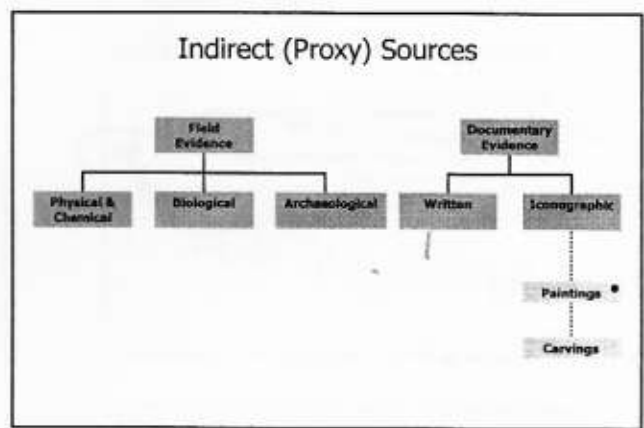 Indirect (Proxy) Sources
Field
Evidence
Documentary
Evidence
Physical &
Chemical
Biological
Archaeological
Written
Iconographic
Paintings
Carvings